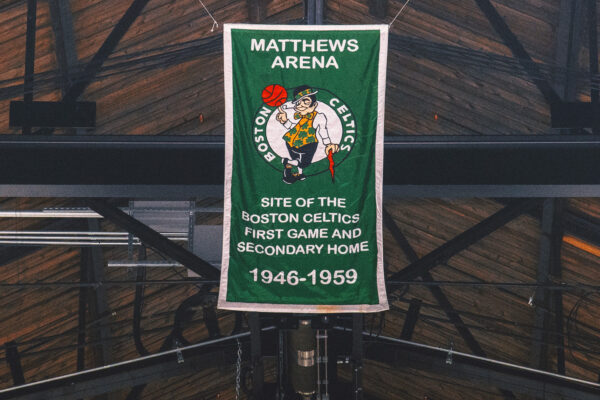 MATTHEWS
ARENA
BOSTON CELTICS
SITE OF THE
BOSTON CELTICS
FIRST GAME AND
SECONDARY HOME
1946-1959